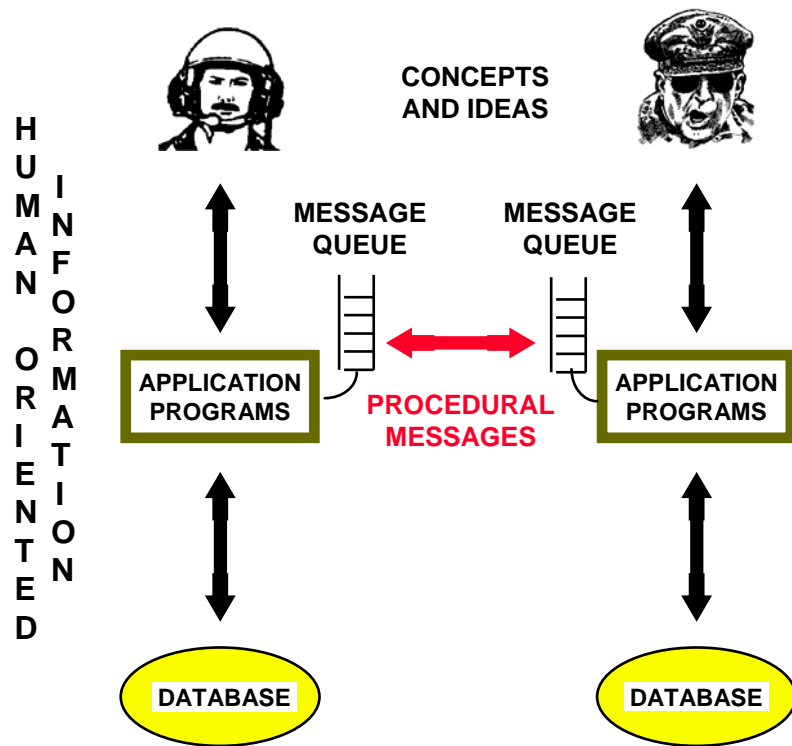 CONCEPTS
AND IDEAS
HUMAN ORIENTED
INFORMATION
MESSAGE
QUEUE
MESSAGE
QUEUE
APPLICATION
PROGRAMS
PROCEDURAL
MESSAGES
APPLICATION
PROGRAMS
DATABASE
DATABASE